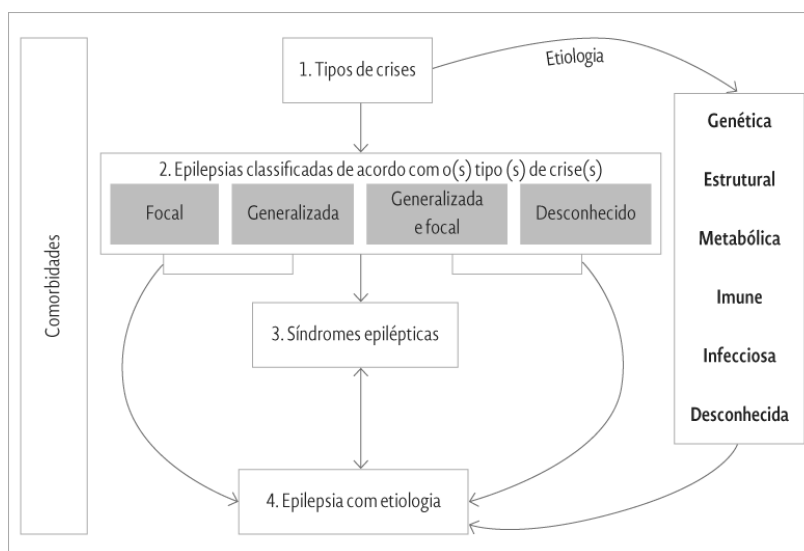 Comorbidades
1. Tipos de crises
Etiologia
2. Epilepsias classificadas de acordo com o(s) tipo (s) de crise(s)
Focal
Generalizada
Generalizada
e focal
Desconhecido
3. Síndromes epilépticas
4. Epilepsia com etiologia
Genética
Estrutural
Metabólica
Imune
Infecciosa
Desconhecida